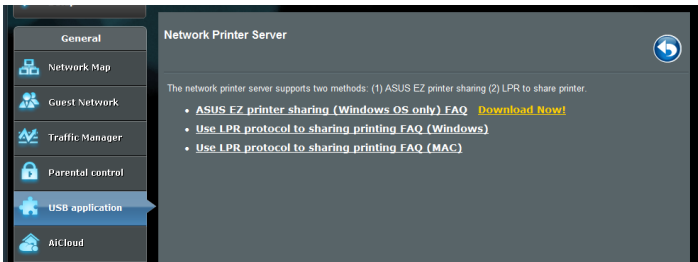 General
Network Map
Guest Network
Traffic Manager
Parental control
USB application
AiCloud
Network Printer Server
The network printer server supports two methods: (1) ASUS EZ printer sharing (2) LPR to share printer.
ASUS EZ printer sharing (Windows OS only) FAQ Download Now!
Use LPR protocol to sharing printing FAQ (Windows)
Use LPR protocol to sharing printing FAQ (MAC)